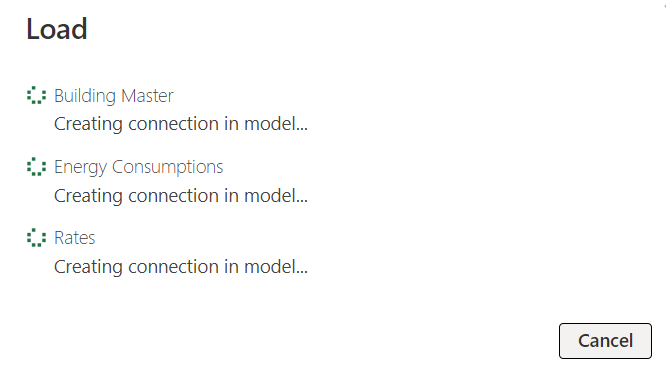 Load
Building Master
Creating connection in model...
Energy Consumptions
Creating connection in model...
Rates
Creating connection in model...
Cancel